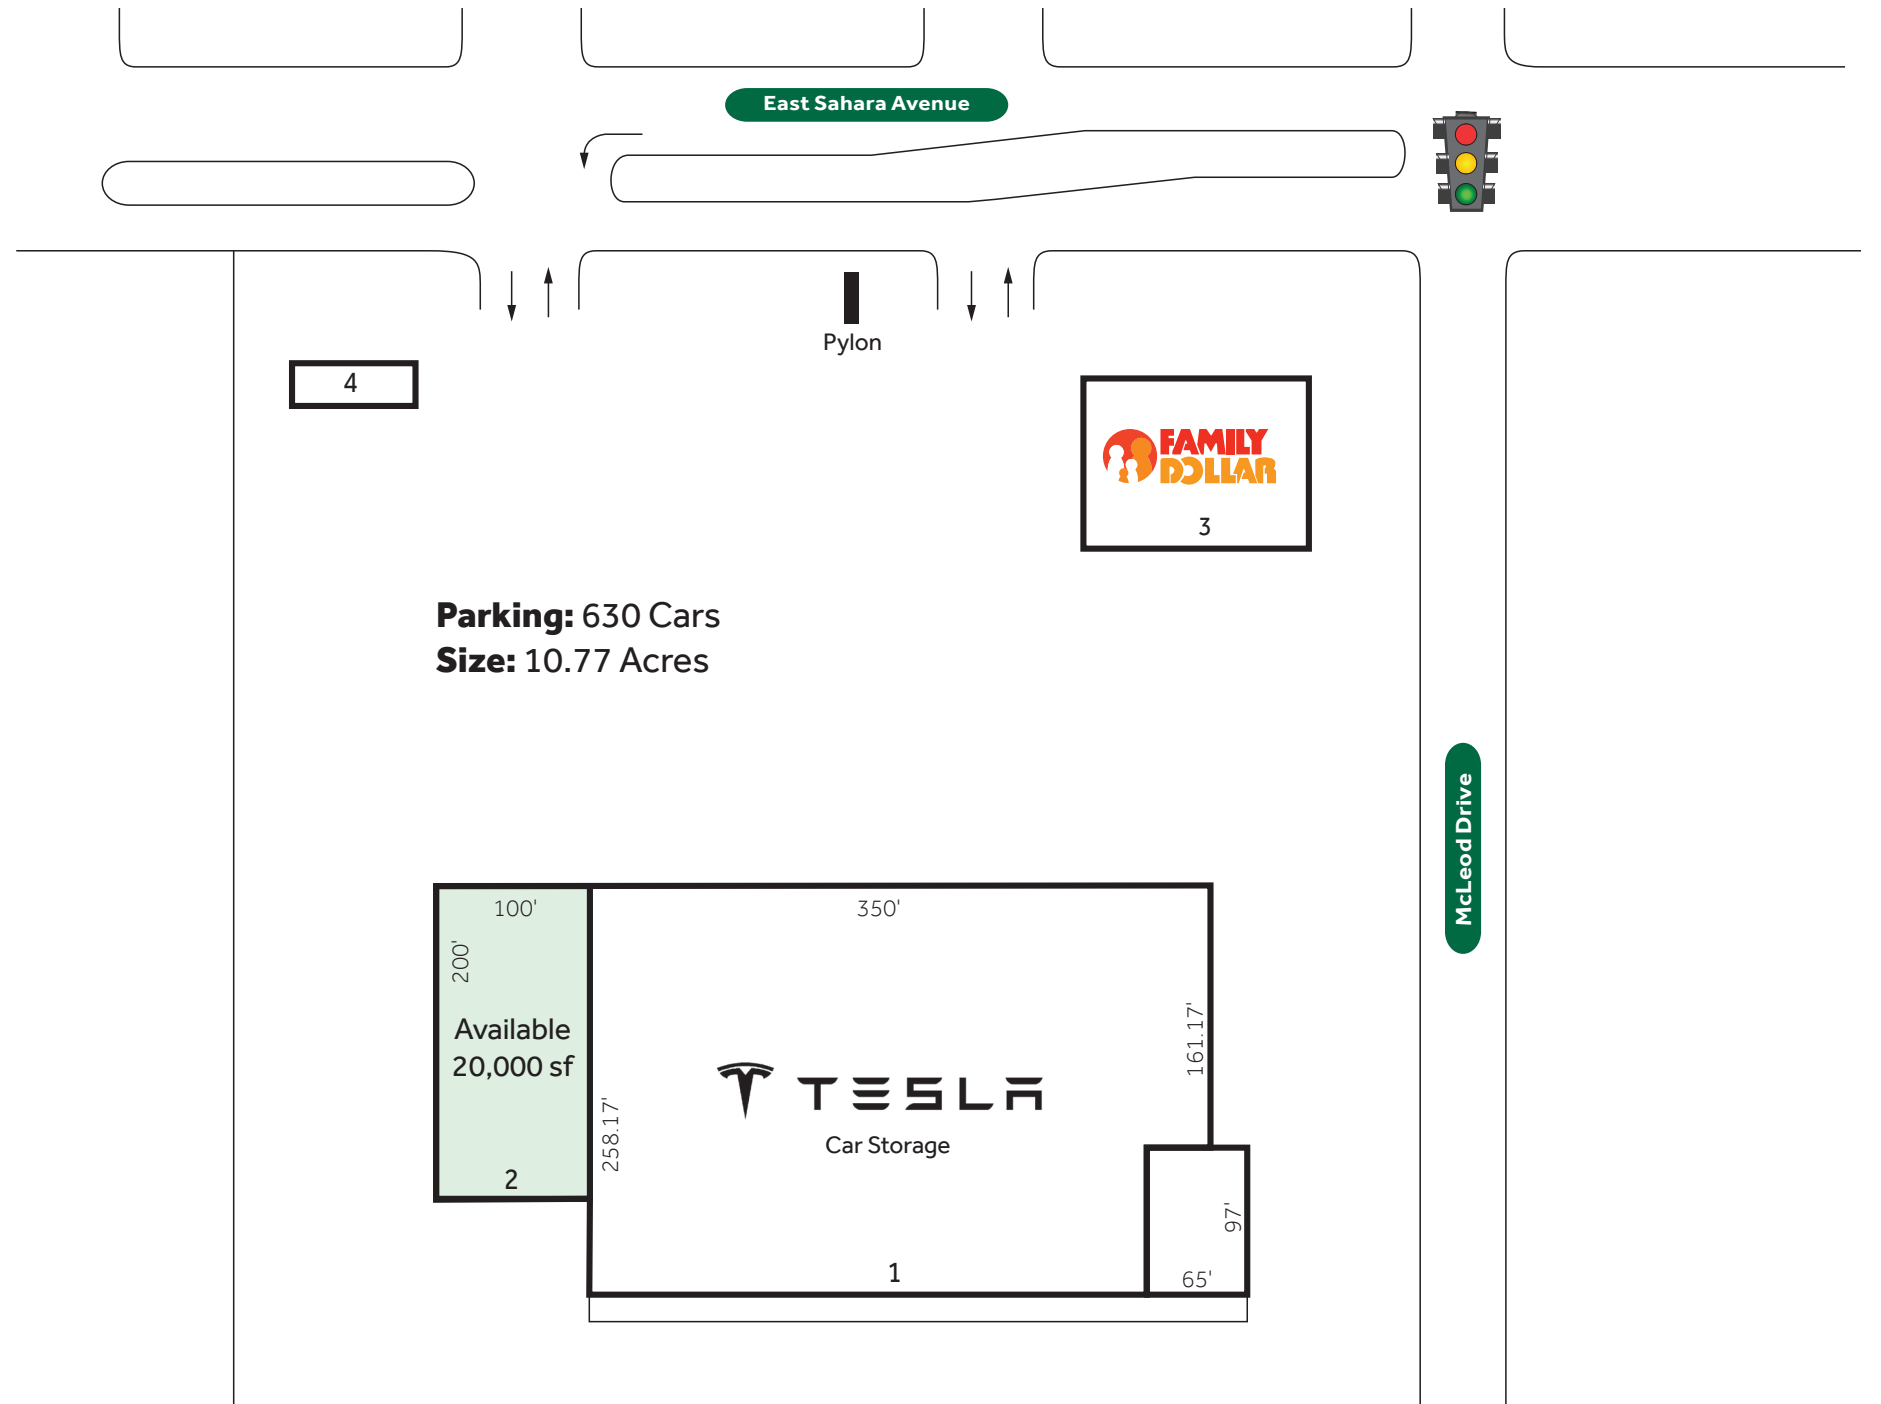 East Sahara Avenue
Pylon
4
FAMILY
DOLLAR
3
Parking: 630 Cars
Size: 10.77 Acres
McLeod Drive
100'
350'
200'
Available
20,000 sf
2
258.17'
161.17'
TESLA
Car Storage
97'
65'
1